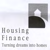 Housing
Finance
Turning dreams into homes